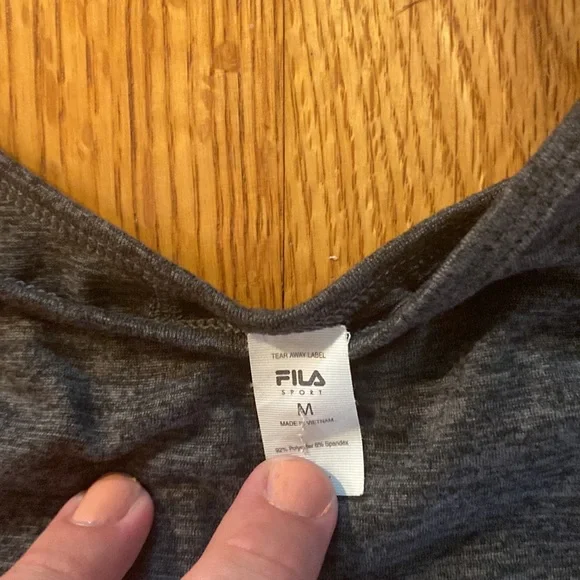 TEAR AWAY LABEL
FILA
SPORT
M
MADE IN VIETNAM
92% Polyester 8% Spandex